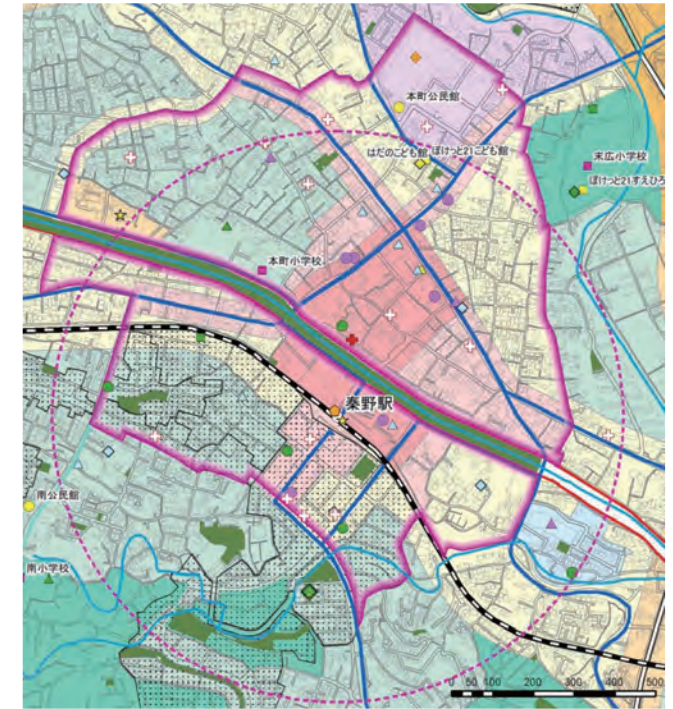 本町公民館
はだのこども館
ぽけっと21こども館
末広小学校
ぽけっと21すえひろ
本町小学校
秦野駅
南公民館
南小学校
0 50 100 200 300 400 500